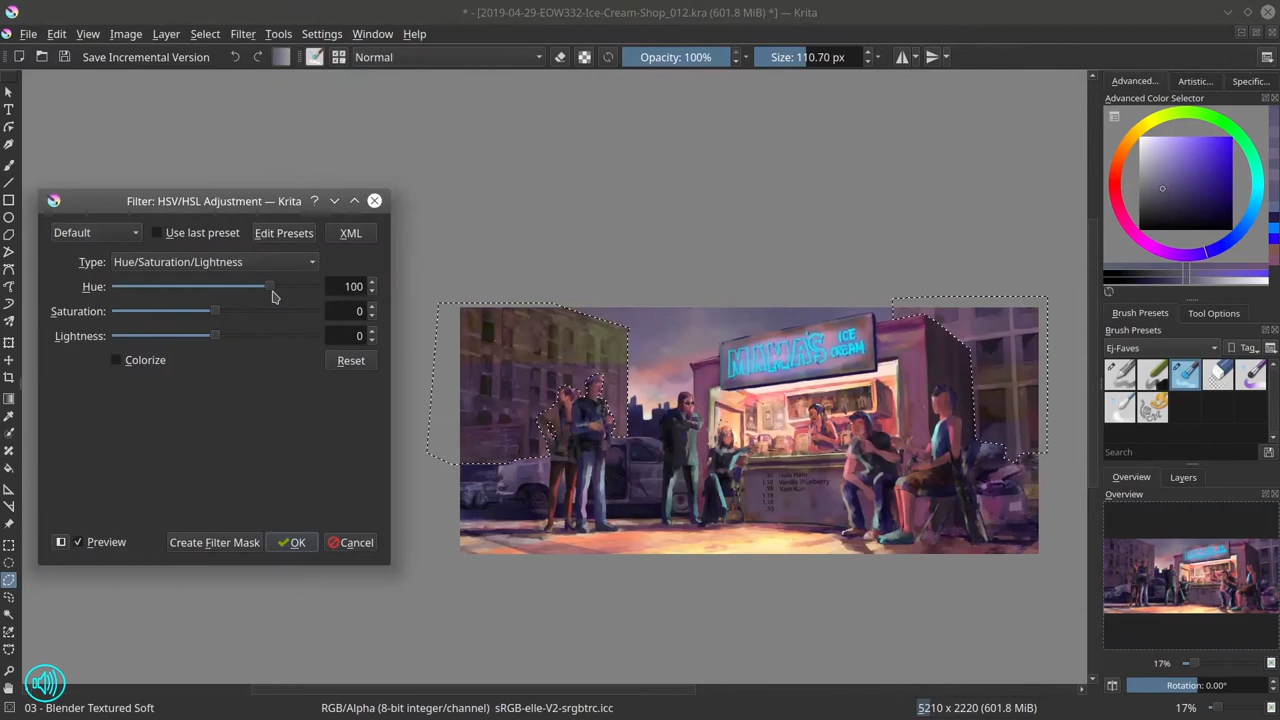 * - [2019-04-29-EOW332-Ice-Cream-Shop_012.kra (601.8 MiB) *] — Krita
File Edit View Image Layer Select Filter Tools Settings Window Help
Save Incremental Version Normal Opacity: 100% Size: 110.70 px
Advanced... Artistic... Specific...
Advanced Color Selector
Filter: HSV/HSL Adjustment — Krita
Default Use last preset Edit Presets XML
Type: Hue/Saturation/Lightness
Hue: 100
Saturation: 0
Lightness: 0
Colorize Reset
Preview Create Filter Mask OK Cancel
MAMA'S ICE
CREAM
Brush Presets Tool Options
Brush Presets
Ej-Faves Tag
Search
Overview Layers
Overview
17%
Rotation: 0.00°
03 - Blender Textured Soft RGB/Alpha (8-bit integer/channel) sRGB-elle-V2-srgbtrc.icc 5210 x 2220 (601.8 MiB) 17%